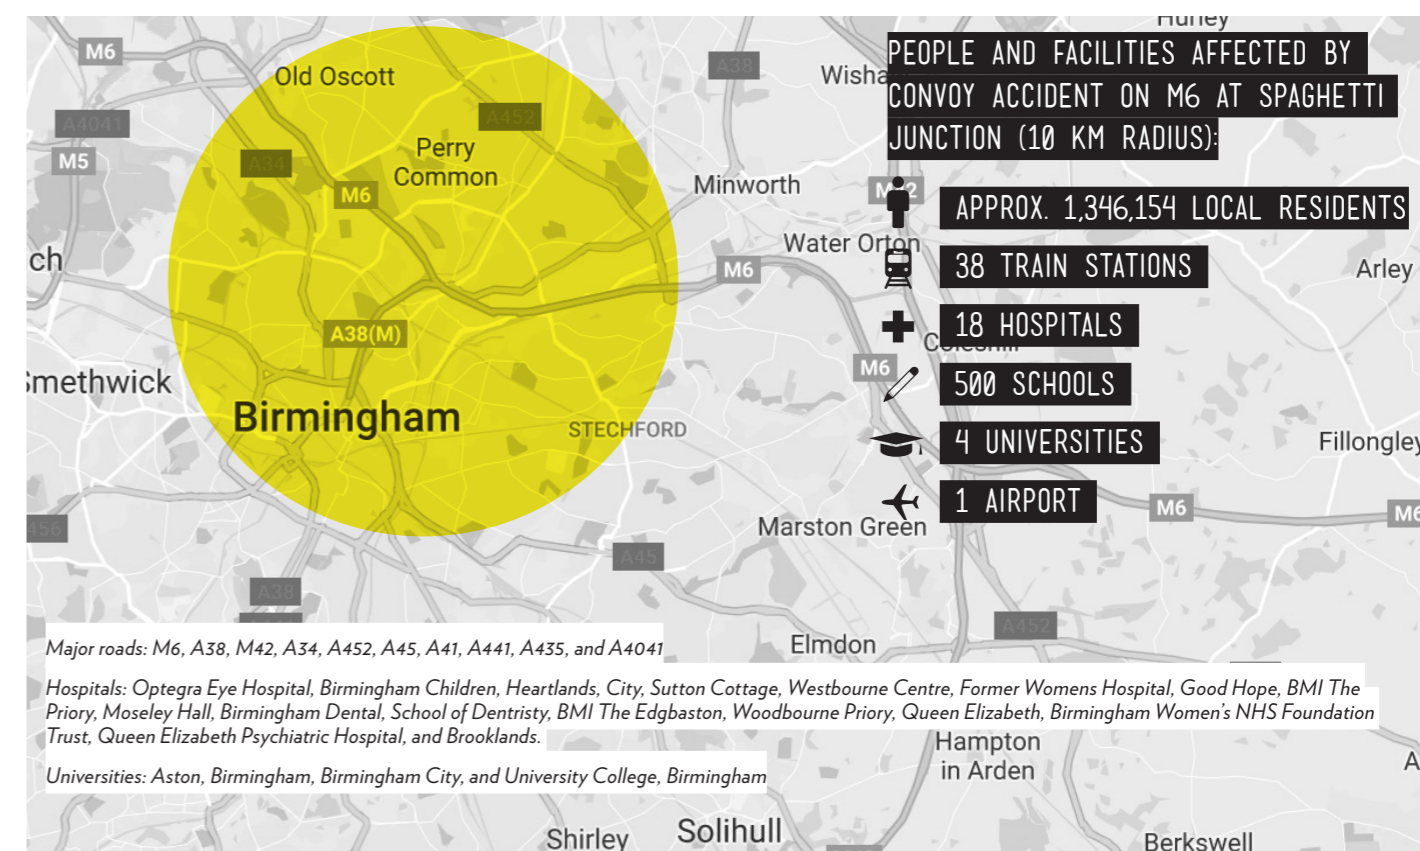 Hurley
M6
Old Oscott
A38
Wisha
PEOPLE AND FACILITIES AFFECTED BY
CONVOY ACCIDENT ON M6 AT SPAGHETTI
JUNCTION (10 KM RADIUS):
A4041
A452
M5
A34
Perry
Common
M6
Minworth
APPROX. 1,346,154 LOCAL RESIDENTS
Water Orton
ch
M6
38 TRAIN STATIONS
Arley
A38(M)
18 HOSPITALS
M6
Smethwick
500 SCHOOLS
Birmingham
STECHFORD
4 UNIVERSITIES
Fillongley
1 AIRPORT
M6
M6
456
Marston Green
A45
A38
A452
Elmdon
Major roads: M6, A38, M42, A34, A452, A45, A41, A441, A435, and A4041
Hospitals: Optegra Eye Hospital, Birmingham Children, Heartlands, City, Sutton Cottage, Westbourne Centre, Former Womens Hospital, Good Hope, BMI The
Priory, Moseley Hall, Birmingham Dental, School of Dentristy, BMI The Edgbaston, Woodbourne Priory, Queen Elizabeth, Birmingham Women's NHS Foundation
Trust, Queen Elizabeth Psychiatric Hospital, and Brooklands.
Hampton
in Arden
Universities: Aston, Birmingham, Birmingham City, and University College, Birmingham
A
Shirley
Solihull
Berkswell